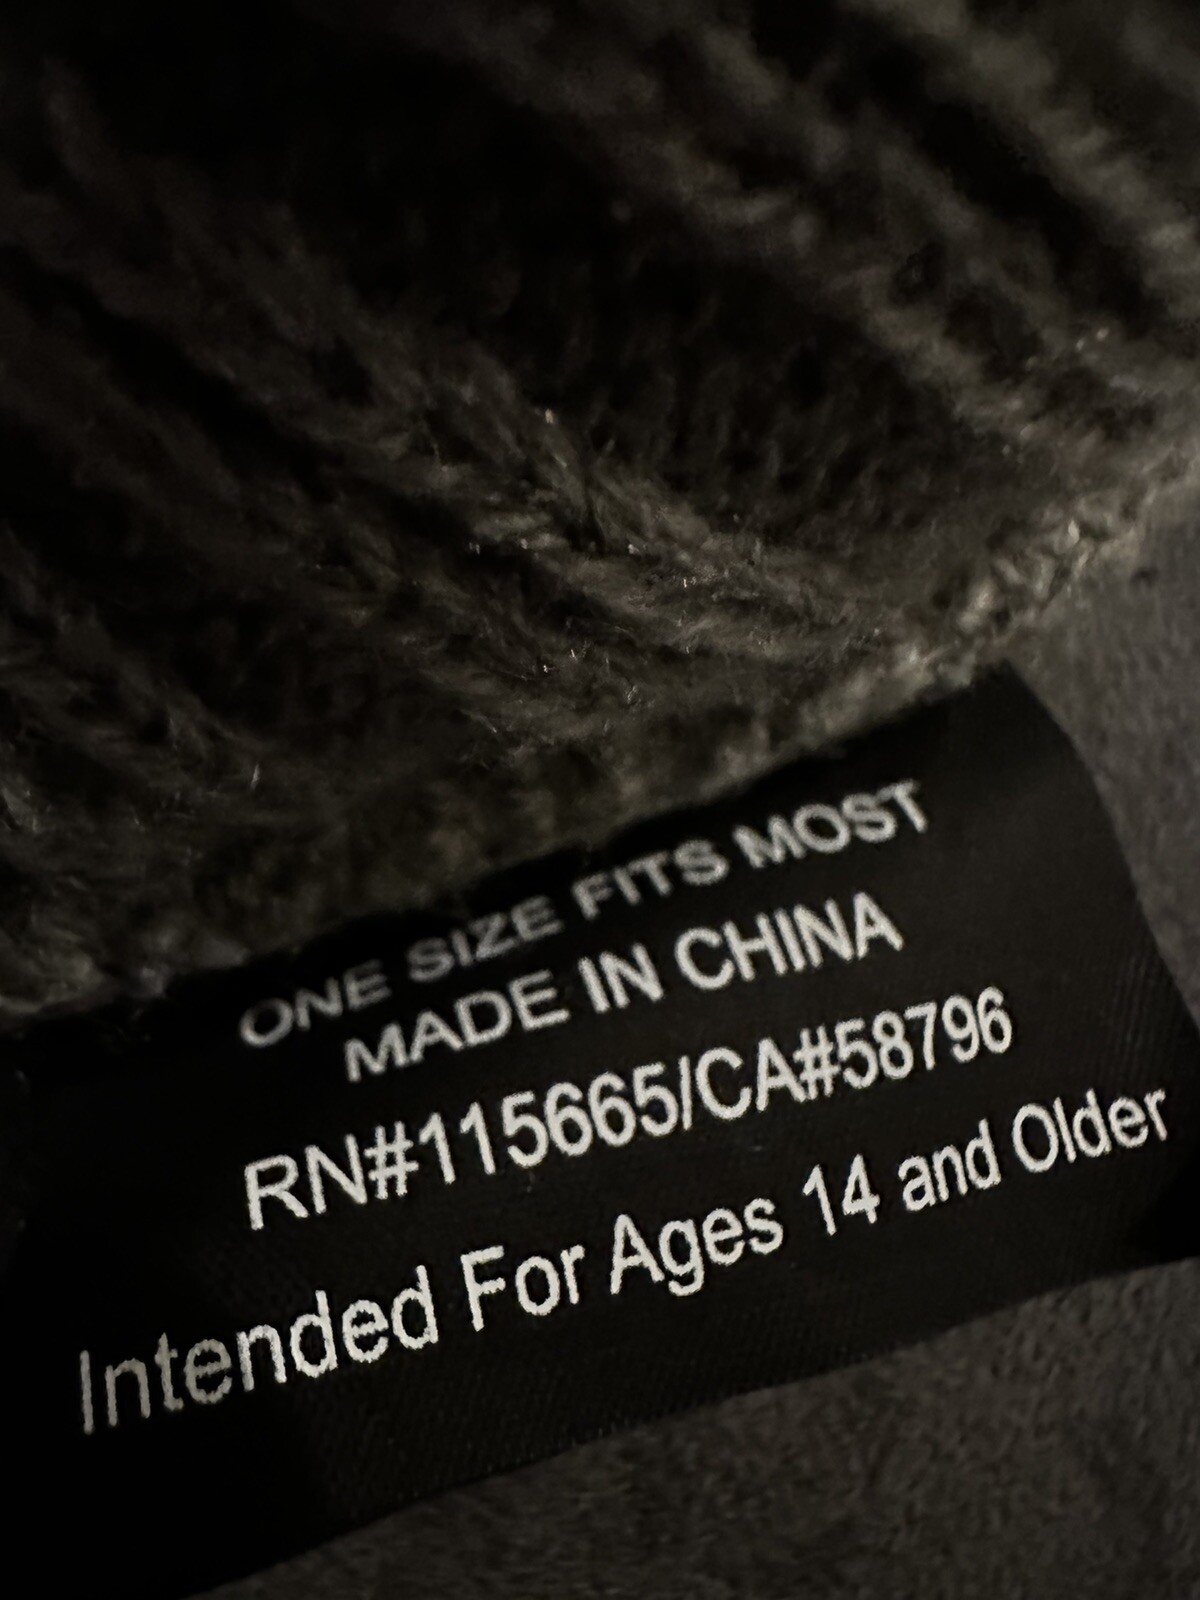 ONE SIZE FITS MOST
MADE IN CHINA
RN#115665/CA#58796
Intended For Ages 14 and Older